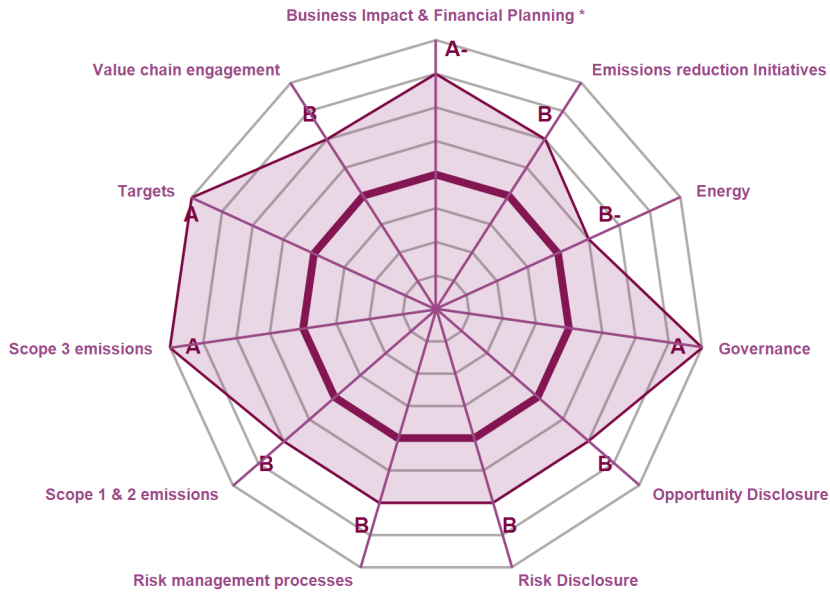 Business Impact & Financial Planning *
A-
Value chain engagement
Emissions reduction Initiatives
B
B
Targets
Energy
A
B-
Scope 3 emissions
A
A
Governance
B
B
Scope 1 & 2 emissions
Opportunity Disclosure
B
B
Risk management processes
Risk Disclosure